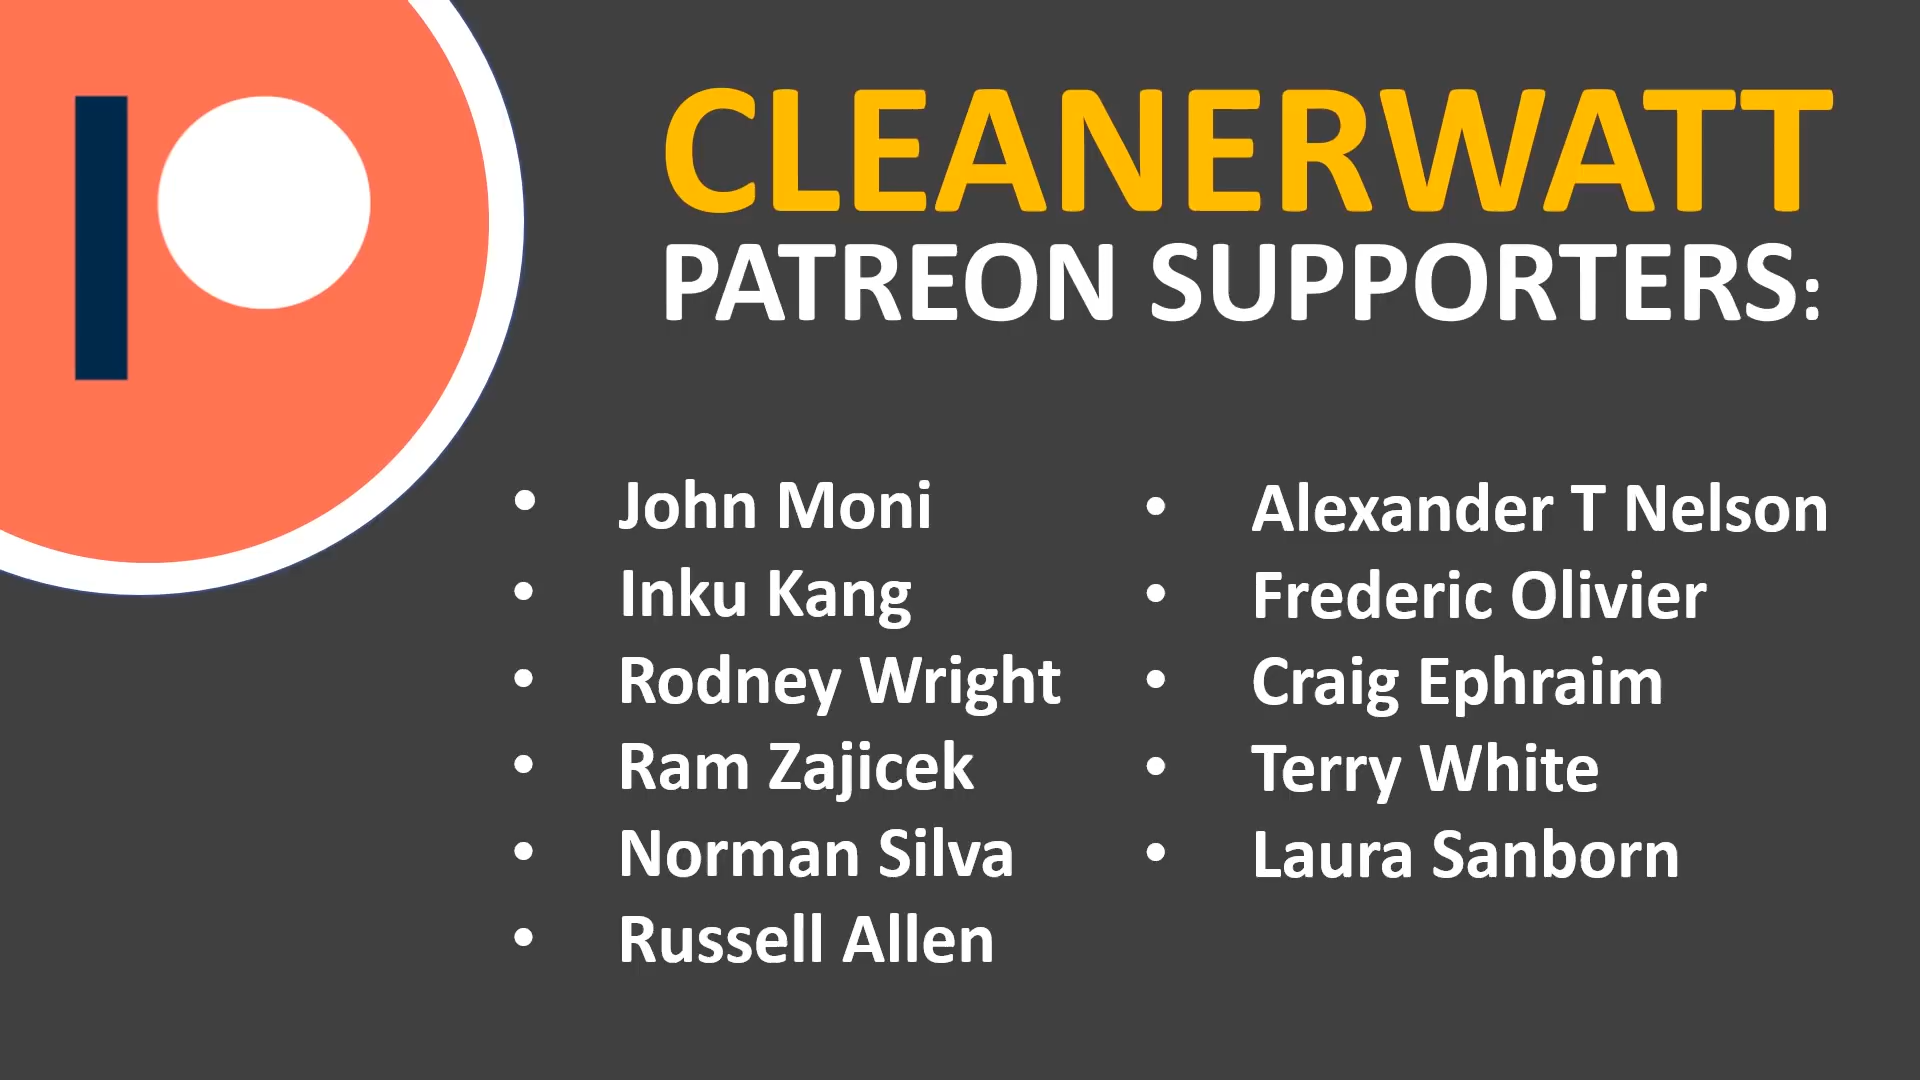 CLEANERWATT
PATREON SUPPORTERS:
• John Moni
• Inku Kang
• Rodney Wright
• Ram Zajicek
• Norman Silva
• Russell Allen
• Alexander T Nelson
• Frederic Olivier
• Craig Ephraim
• Terry White
• Laura Sanborn